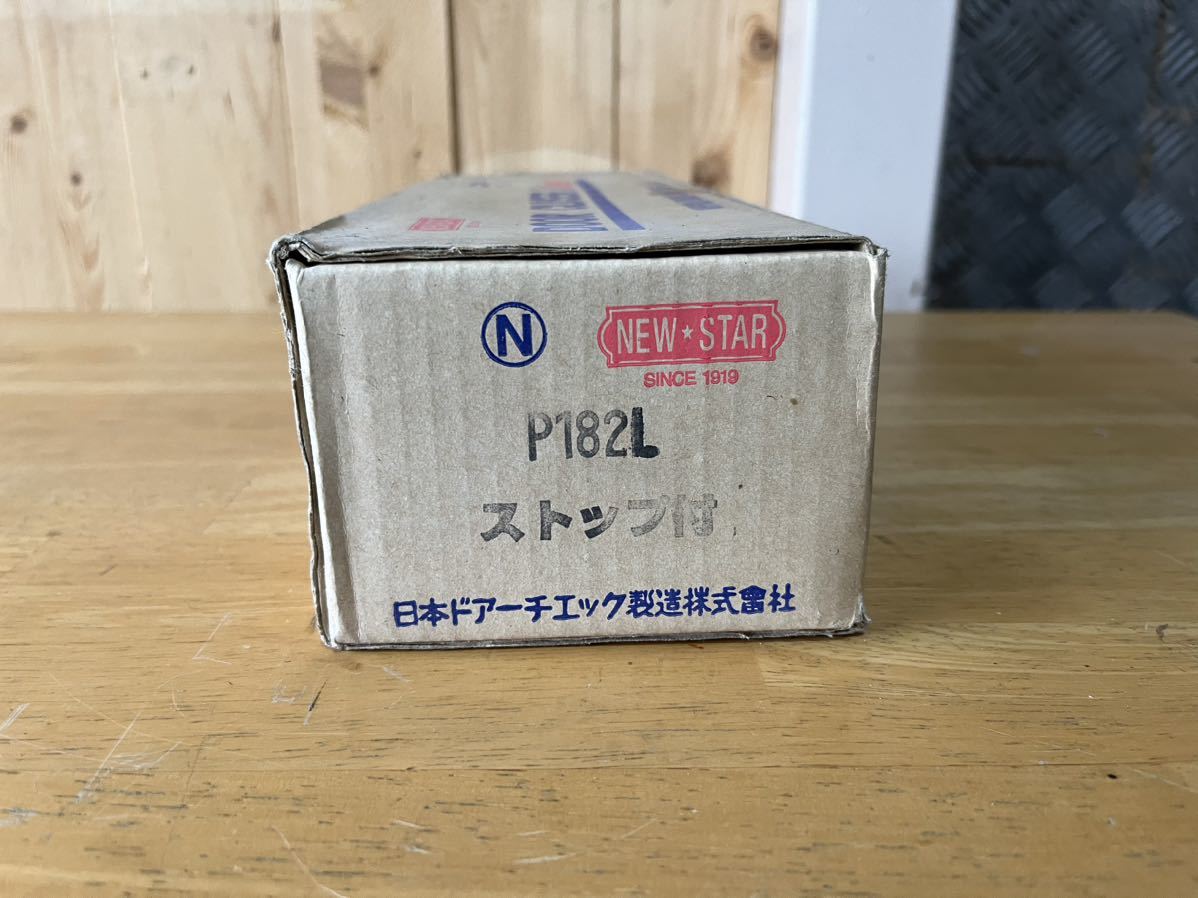 N
NEW★STAR
SINCE 1919
P182L
ストップ付
日本ドアーチエック製造株式會社